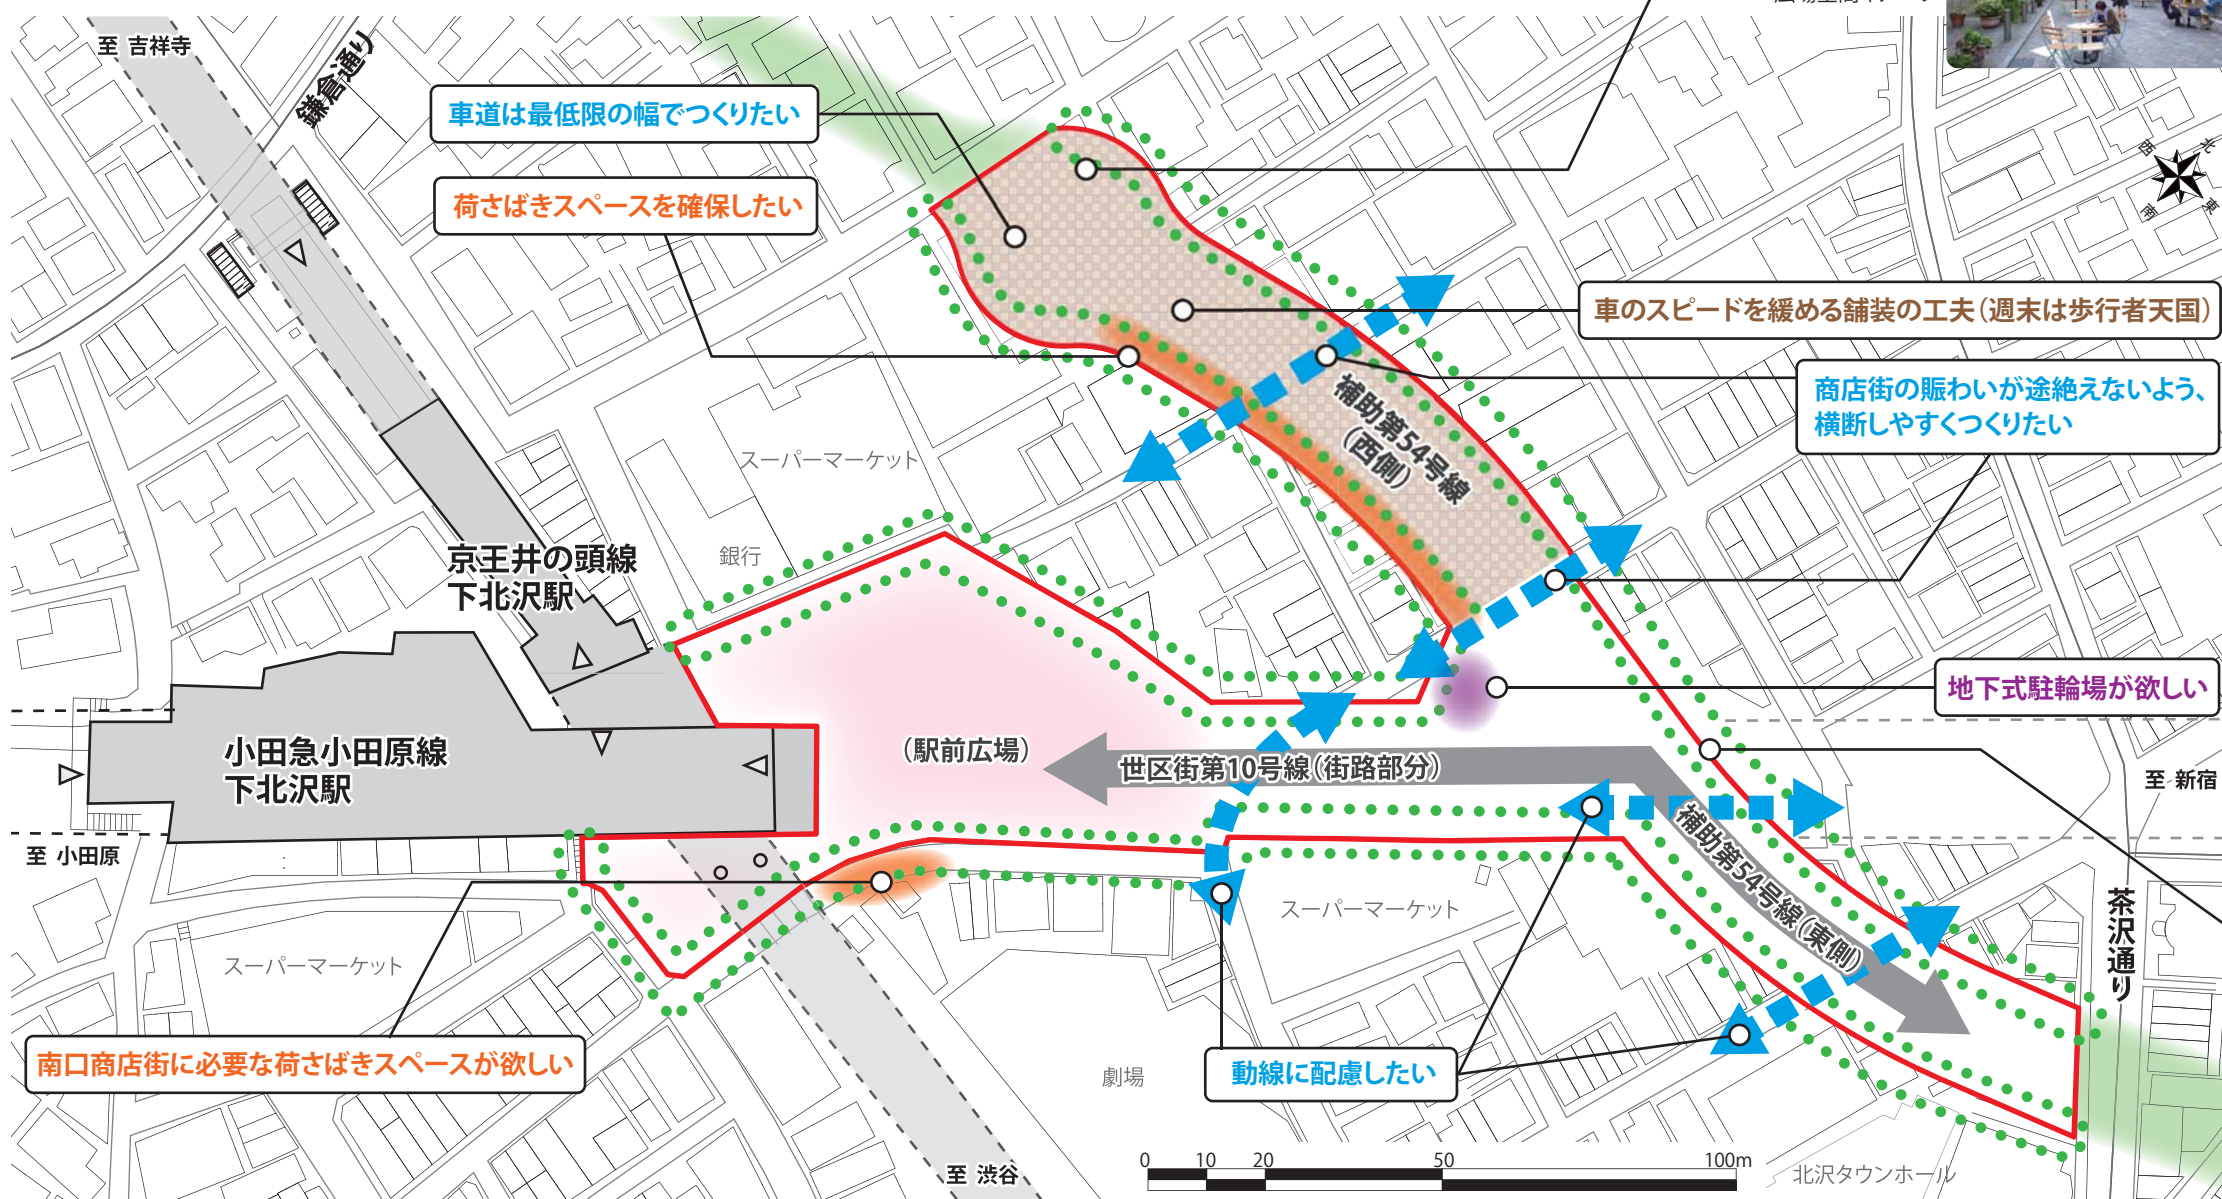 至 吉祥寺
鎌倉通り
車道は最低限の幅でつくりたい
荷さばきスペースを確保したい
北
西
東
南
車のスピードを緩める舗装の工夫（週末は歩行者天国）
商店街の賑わいが途絶えないよう、
横断しやすくつくりたい
補助第54号線
（西側）
スーパーマーケット
銀行
京王井の頭線
下北沢駅
小田急小田原線
下北沢駅
（駅前広場）
世区街第10号線（街路部分）
地下式駐輪場が欲しい
至 新宿
至 小田原
補助第54号線（東側）
茶沢通り
スーパーマーケット
スーパーマーケット
南口商店街に必要な荷さばきスペースが欲しい
動線に配慮したい
劇場
至 渋谷
0 10 20 50 100m
北沢タウンホール